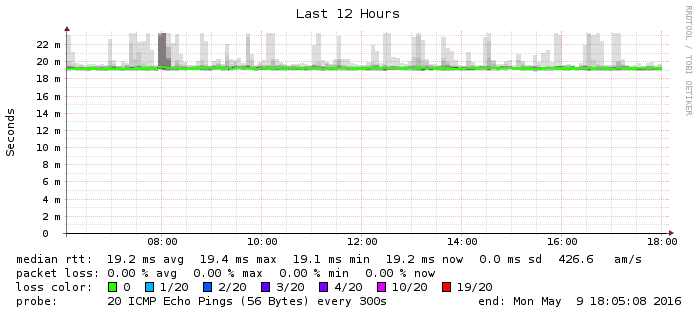 Last 12 Hours
RRDTOOL / TOBI OETIKER
Seconds
22 m
20 m
18 m
16 m
14 m
12 m
10 m
8 m
6 m
4 m
2 m
0
08:00 10:00 12:00 14:00 16:00 18:00
median rtt: 19.2 ms avg 19.4 ms max 19.1 ms min 19.2 ms now 0.0 ms sd 426.6 am/s
packet loss: 0.00 % avg 0.00 % max 0.00 % min 0.00 % now
loss color: 0 1/20 2/20 3/20 4/20 10/20 19/20
probe: 20 ICMP Echo Pings (56 Bytes) every 300s end: Mon May 9 18:05:08 2016